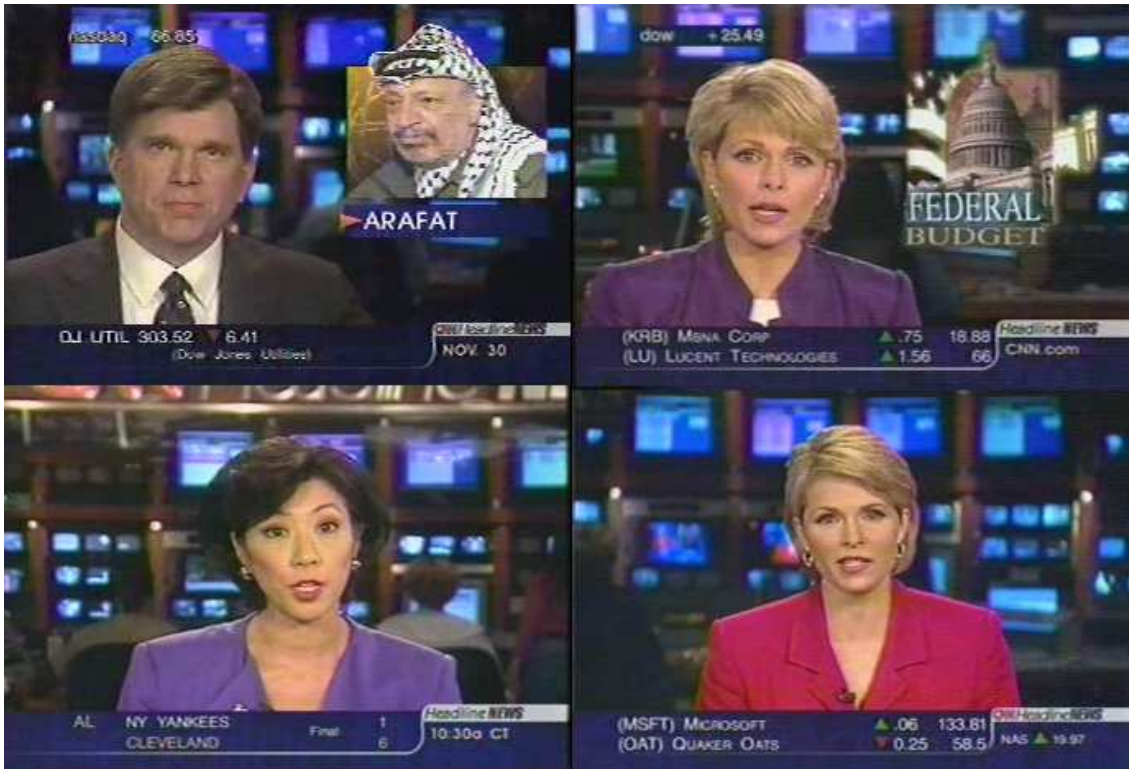 nasdaq 66.85
ARAFAT
DJ UTIL 303.52 ▼ 6.41
(Dow Jones Utilities)
CNN Headline NEWS
NOV. 30
dow +25.49
FEDERAL
BUDGET
(KRB) MBNA CORP ▲ .75 18.88
(LU) LUCENT TECHNOLOGIES ▲ 1.56 66
Headline NEWS
CNN.com
AL NY YANKEES Final 1
CLEVELAND 6
Headline NEWS
10:30a CT
(MSFT) MICROSOFT ▲ .06 133.81
(OAT) QUAKER OATS ▼ 0.25 58.5
CNN Headline NEWS
NAS ▲ 19.97